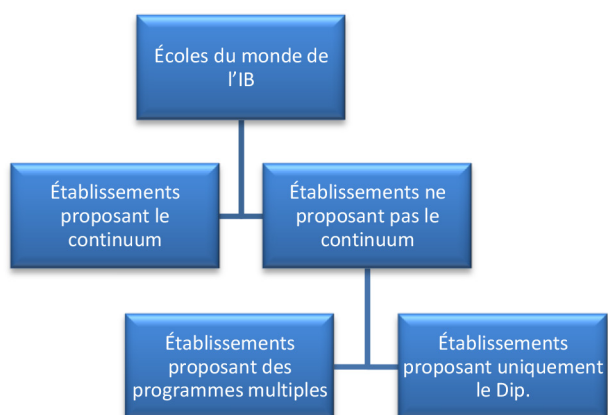 Écoles du monde de
l'IB
Établissements
proposant le
continuum
Établissements ne
proposant pas le
continuum
Établissements
proposant des
programmes multiples
Établissements
proposant uniquement
le Dip.